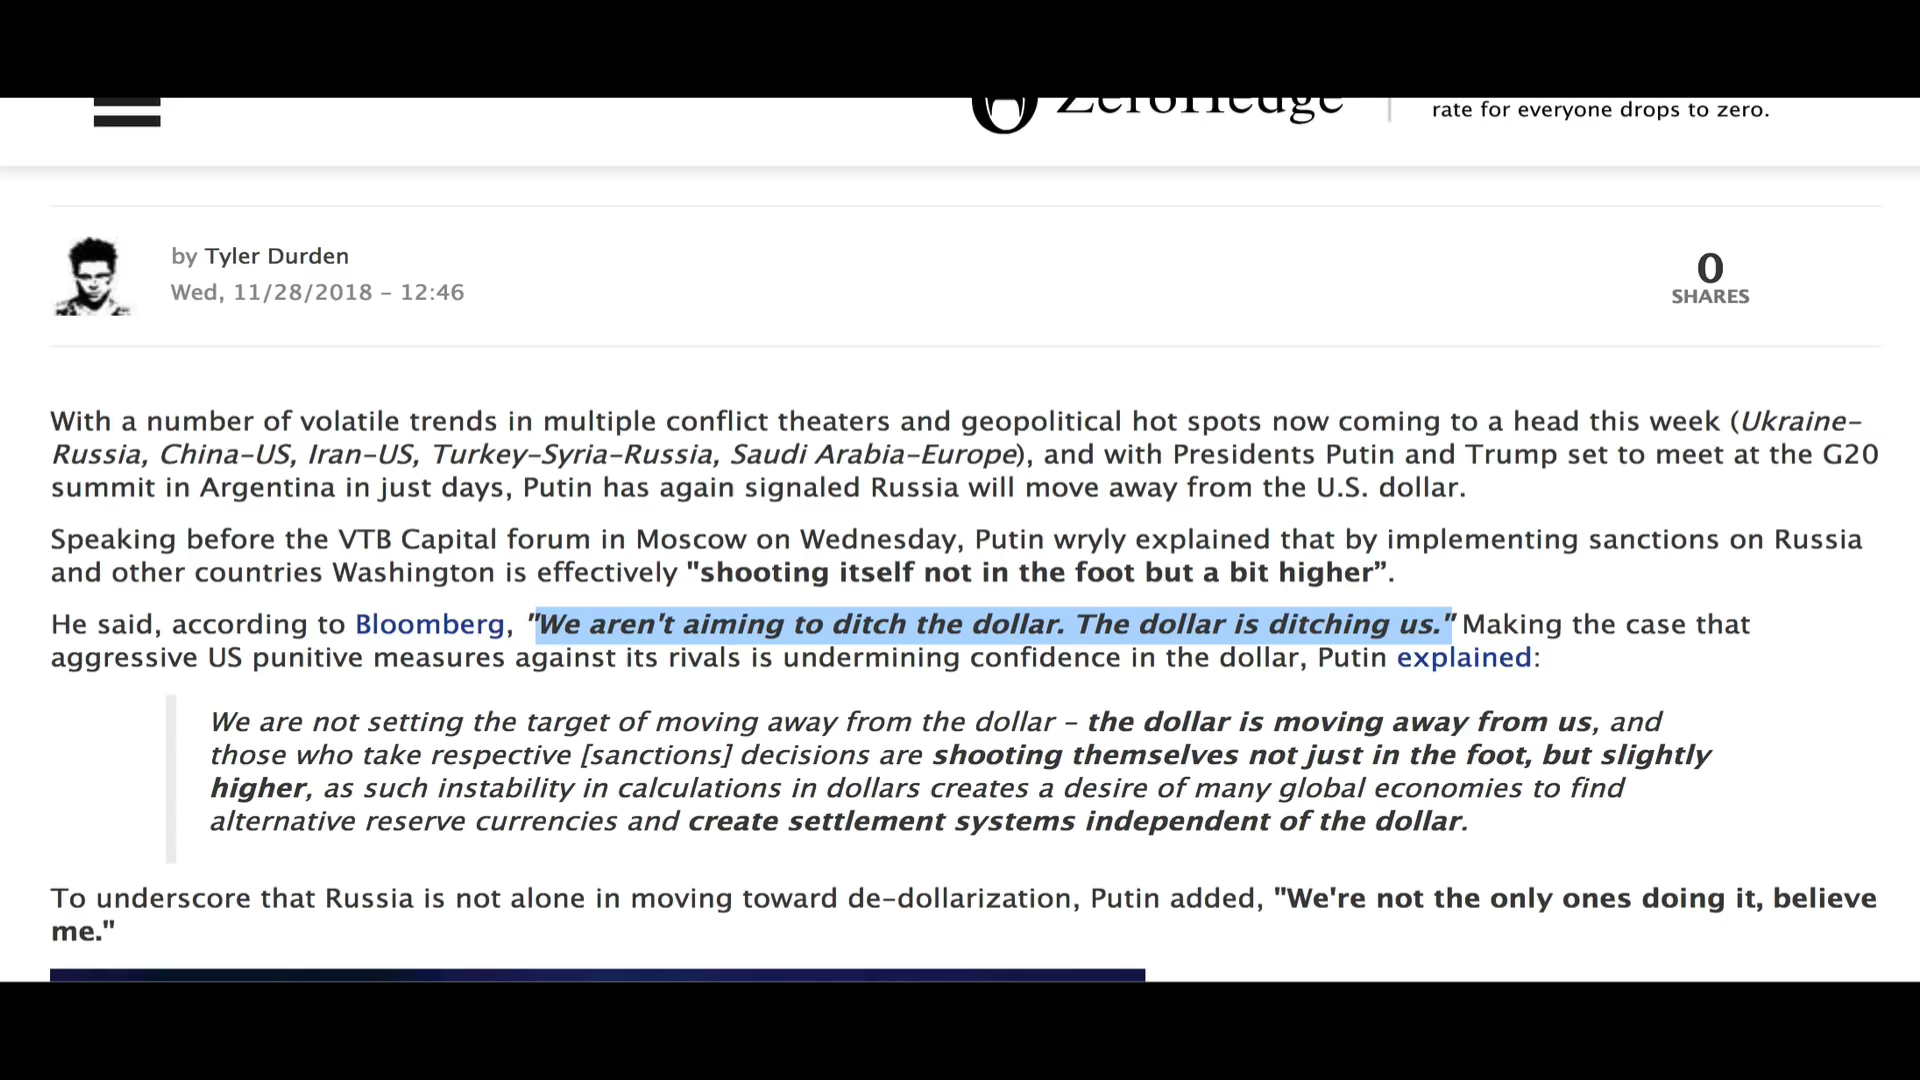 ZeroHedge
rate for everyone drops to zero.
by Tyler Durden
Wed, 11/28/2018 – 12:46
0
SHARES
With a number of volatile trends in multiple conflict theaters and geopolitical hot spots now coming to a head this week (Ukraine–
Russia, China–US, Iran–US, Turkey–Syria–Russia, Saudi Arabia–Europe), and with Presidents Putin and Trump set to meet at the G20
summit in Argentina in just days, Putin has again signaled Russia will move away from the U.S. dollar.
Speaking before the VTB Capital forum in Moscow on Wednesday, Putin wryly explained that by implementing sanctions on Russia
and other countries Washington is effectively "shooting itself not in the foot but a bit higher”.
He said, according to Bloomberg, "We aren't aiming to ditch the dollar. The dollar is ditching us." Making the case that
aggressive US punitive measures against its rivals is undermining confidence in the dollar, Putin explained:
We are not setting the target of moving away from the dollar – the dollar is moving away from us, and
those who take respective [sanctions] decisions are shooting themselves not just in the foot, but slightly
higher, as such instability in calculations in dollars creates a desire of many global economies to find
alternative reserve currencies and create settlement systems independent of the dollar.
To underscore that Russia is not alone in moving toward de–dollarization, Putin added, "We're not the only ones doing it, believe
me."